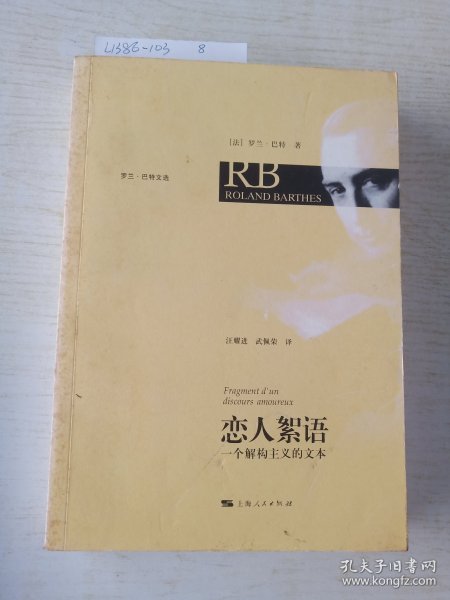 L1386-103 8
[法] 罗兰·巴特 著
RB
ROLAND BARTHES
罗兰·巴特文选
汪耀进 武佩荣 译
Fragment d'un
discours amoureux
恋人絮语
一个解构主义的文本
上海人民出版社
孔夫子旧书网
www.kongfz.com